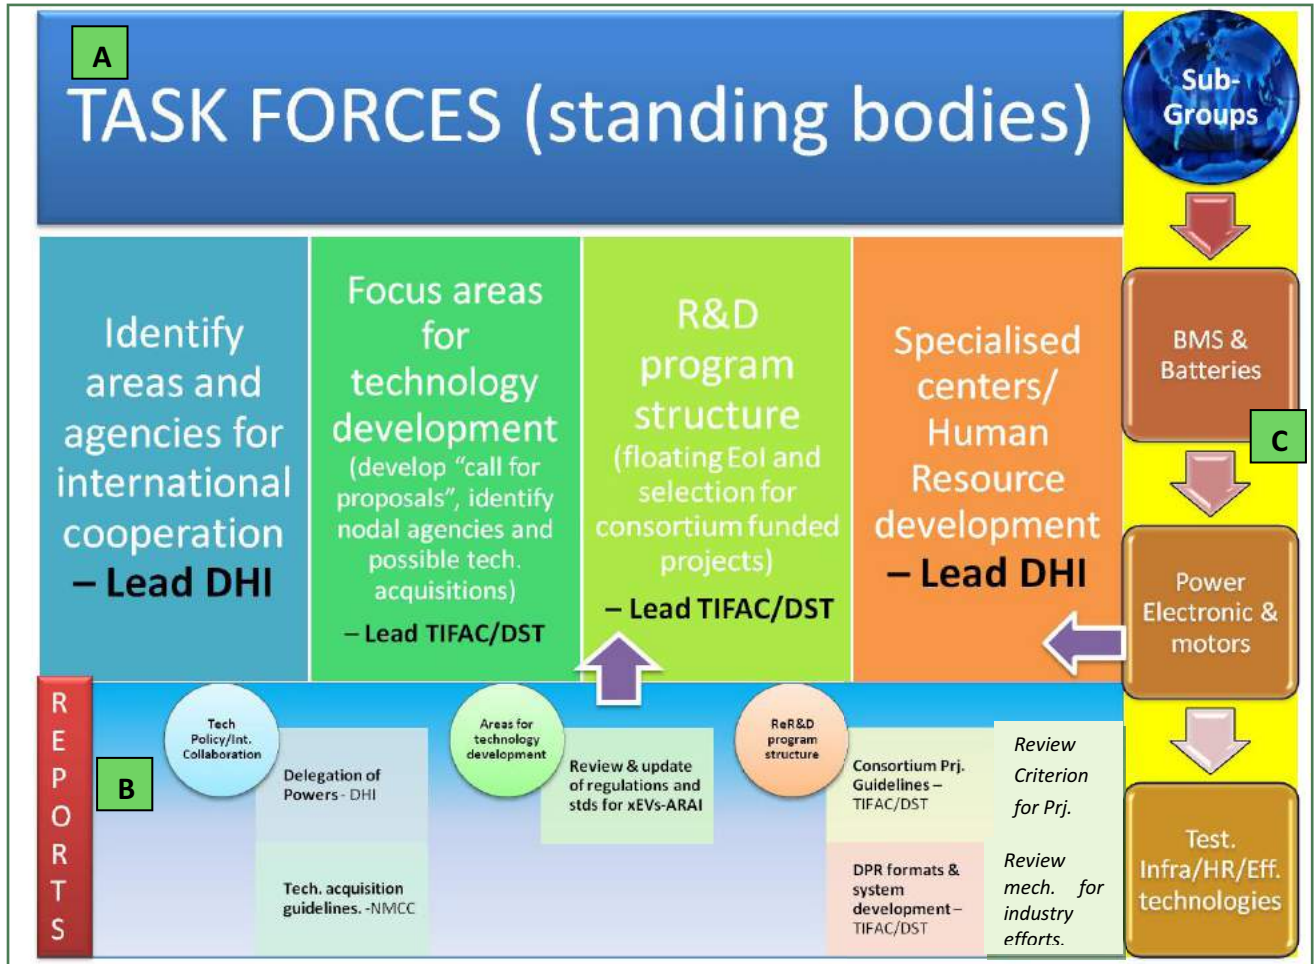 A
TASK FORCES (standing bodies)
Identify
areas and
agencies for
international
cooperation
– Lead DHI
Focus areas
for
technology
development
(develop “call for
proposals”, identify
nodal agencies and
possible tech.
acquisitions)
– Lead TIFAC/DST
R&D
program
structure
(floating EoI and
selection for
consortium funded
projects)
– Lead TIFAC/DST
Specialised
centers/
Human
Resource
development
– Lead DHI
Sub-
Groups
BMS &
Batteries
C
Power
Electronic &
motors
Test.
Infra/HR/Eff.
technologies
R
E
P
O
R
T
S
B
Tech
Policy/Int.
Collaboration
Delegation of
Powers - DHI
Tech. acquisition
guidelines. -NMCC
Areas for
technology
development
Review & update
of regulations and
stds for xEVs-ARAI
ReR&D
program
structure
Consortium Prj.
Guidelines –
TIFAC/DST
DPR formats &
system
development –
TIFAC/DST
Review
Criterion
for Prj.
Review
mech. for
industry
efforts.